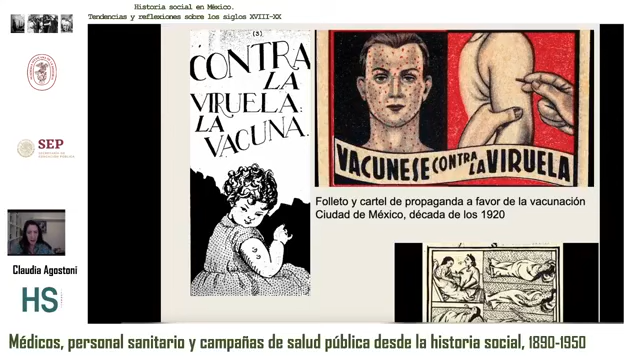 Historia social en México.
Tendencias y reflexiones sobre los siglos XVIII-XX
(3)
CONTRA
LA
VIRUELA:
LA
VACUNA.
VACUNESE CONTRA LA VIRUELA
Folleto y cartel de propaganda a favor de la vacunación
Ciudad de México, década de los 1920
SEP
Claudia Agostoni
HS
Médicos, personal sanitario y campañas de salud pública desde la historia social, 1890-1950